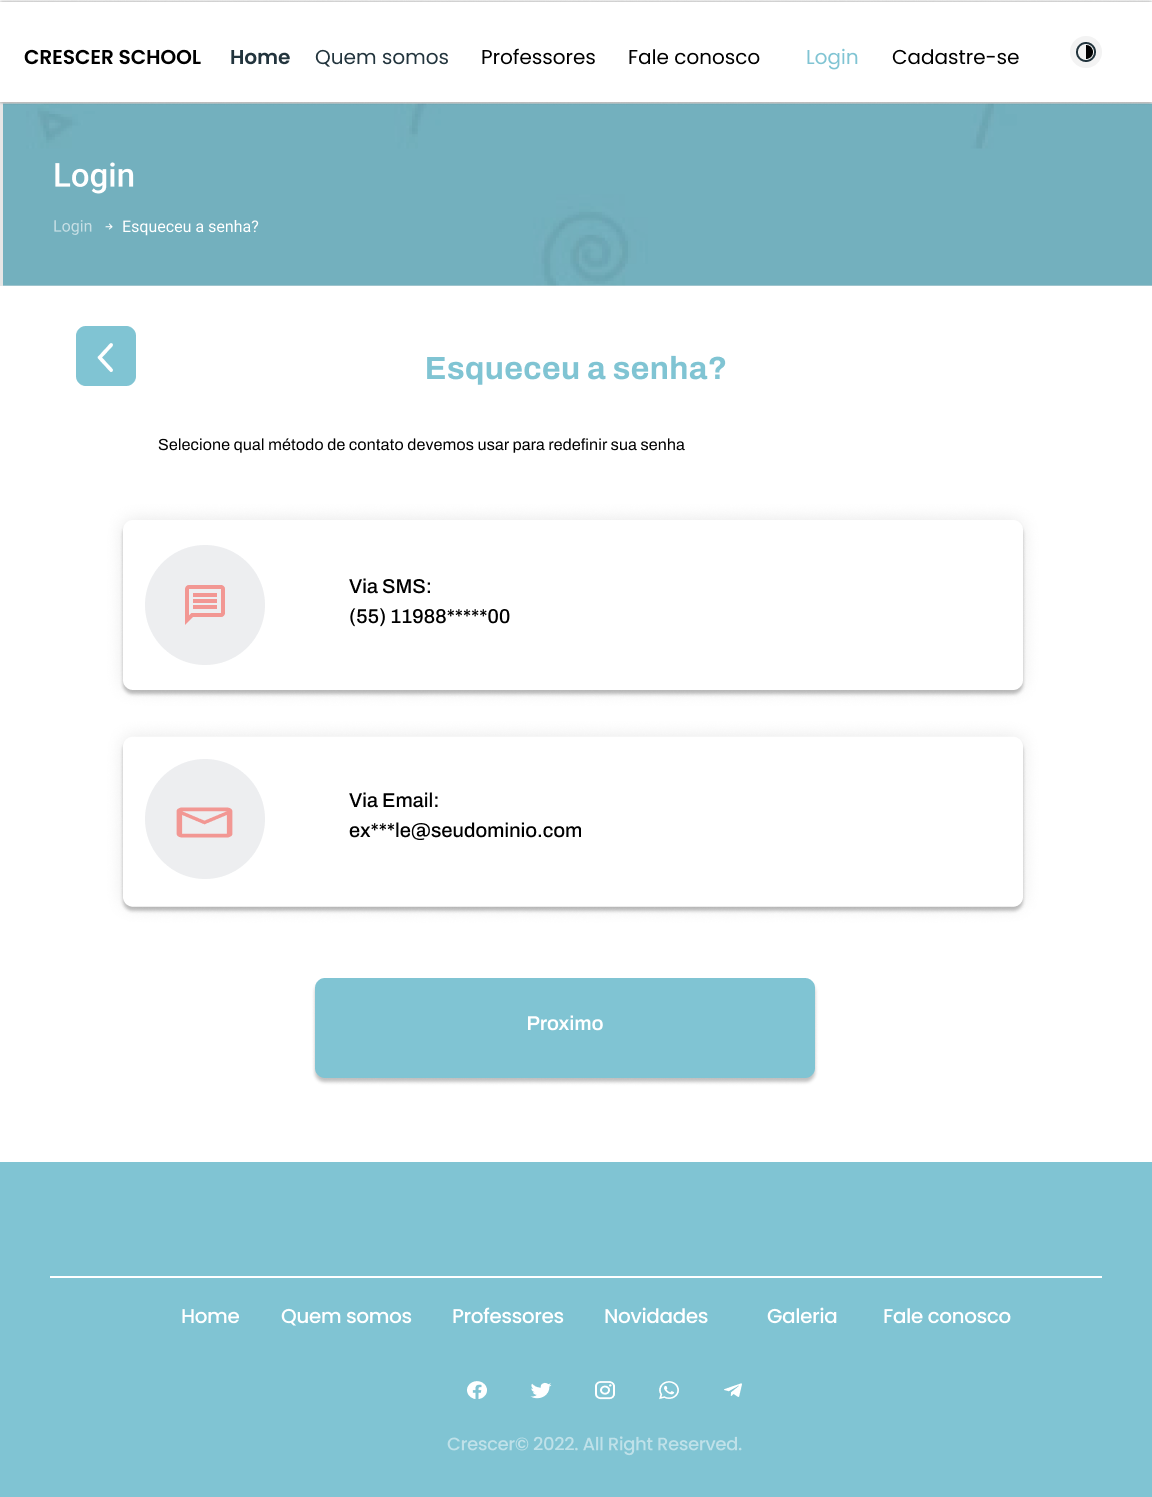 CRESCER SCHOOL Home Quem somos Professores Fale conosco Login Cadastre-se
Login
Login → Esqueceu a senha?
Esqueceu a senha?
Selecione qual método de contato devemos usar para redefinir sua senha
Via SMS:
(55) 11988*****00
Via Email:
ex***le@seudominio.com
Proximo
Home Quem somos Professores Novidades Galeria Fale conosco
Crescer© 2022. All Right Reserved.